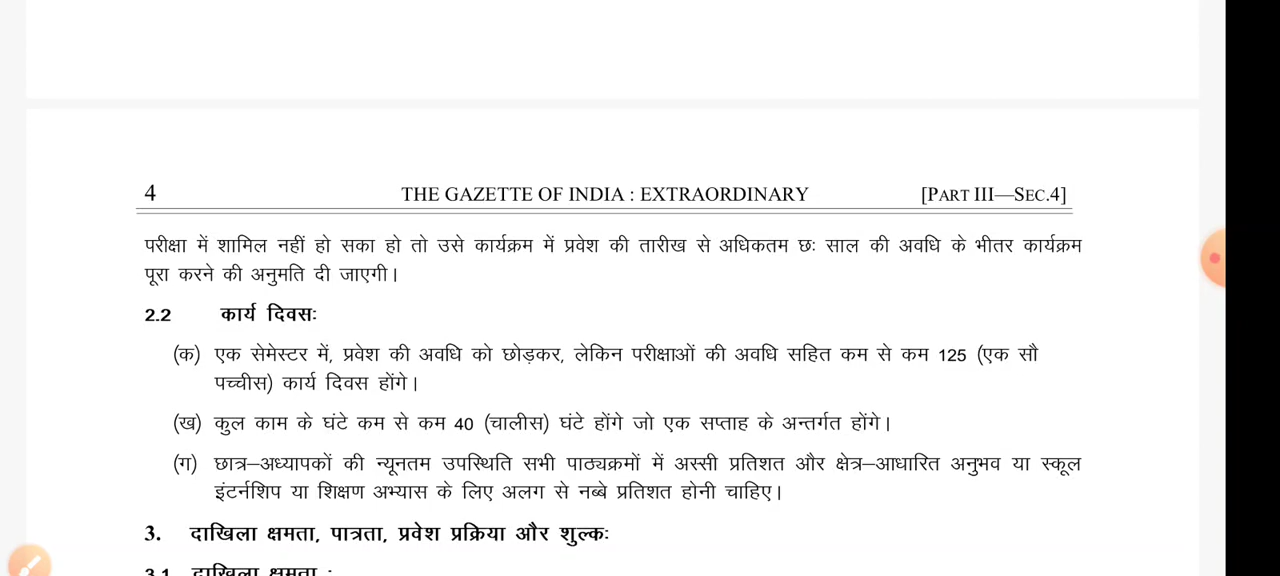 4 THE GAZETTE OF INDIA : EXTRAORDINARY [PART III—SEC.4]
परीक्षा में शामिल नहीं हो सका हो तो उसे कार्यक्रम में प्रवेश की तारीख से अधिकतम छः साल की अवधि के भीतर कार्यक्रम
पूरा करने की अनुमति दी जाएगी।
2.2 कार्य दिवसः
(क) एक सेमेस्टर में, प्रवेश की अवधि को छोड़कर, लेकिन परीक्षाओं की अवधि सहित कम से कम 125 (एक सौ
पच्चीस) कार्य दिवस होंगे।
(ख) कुल काम के घंटे कम से कम 40 (चालीस) घंटे होंगे जो एक सप्ताह के अन्तर्गत होंगे।
(ग) छात्र–अध्यापकों की न्यूनतम उपस्थिति सभी पाठ्यक्रमों में अस्सी प्रतिशत और क्षेत्र–आधारित अनुभव या स्कूल
इंटर्नशिप या शिक्षण अभ्यास के लिए अलग से नब्बे प्रतिशत होनी चाहिए।
3. दाखिला क्षमता, पात्रता, प्रवेश प्रक्रिया और शुल्कः
3.1 दाखिला क्षमता :